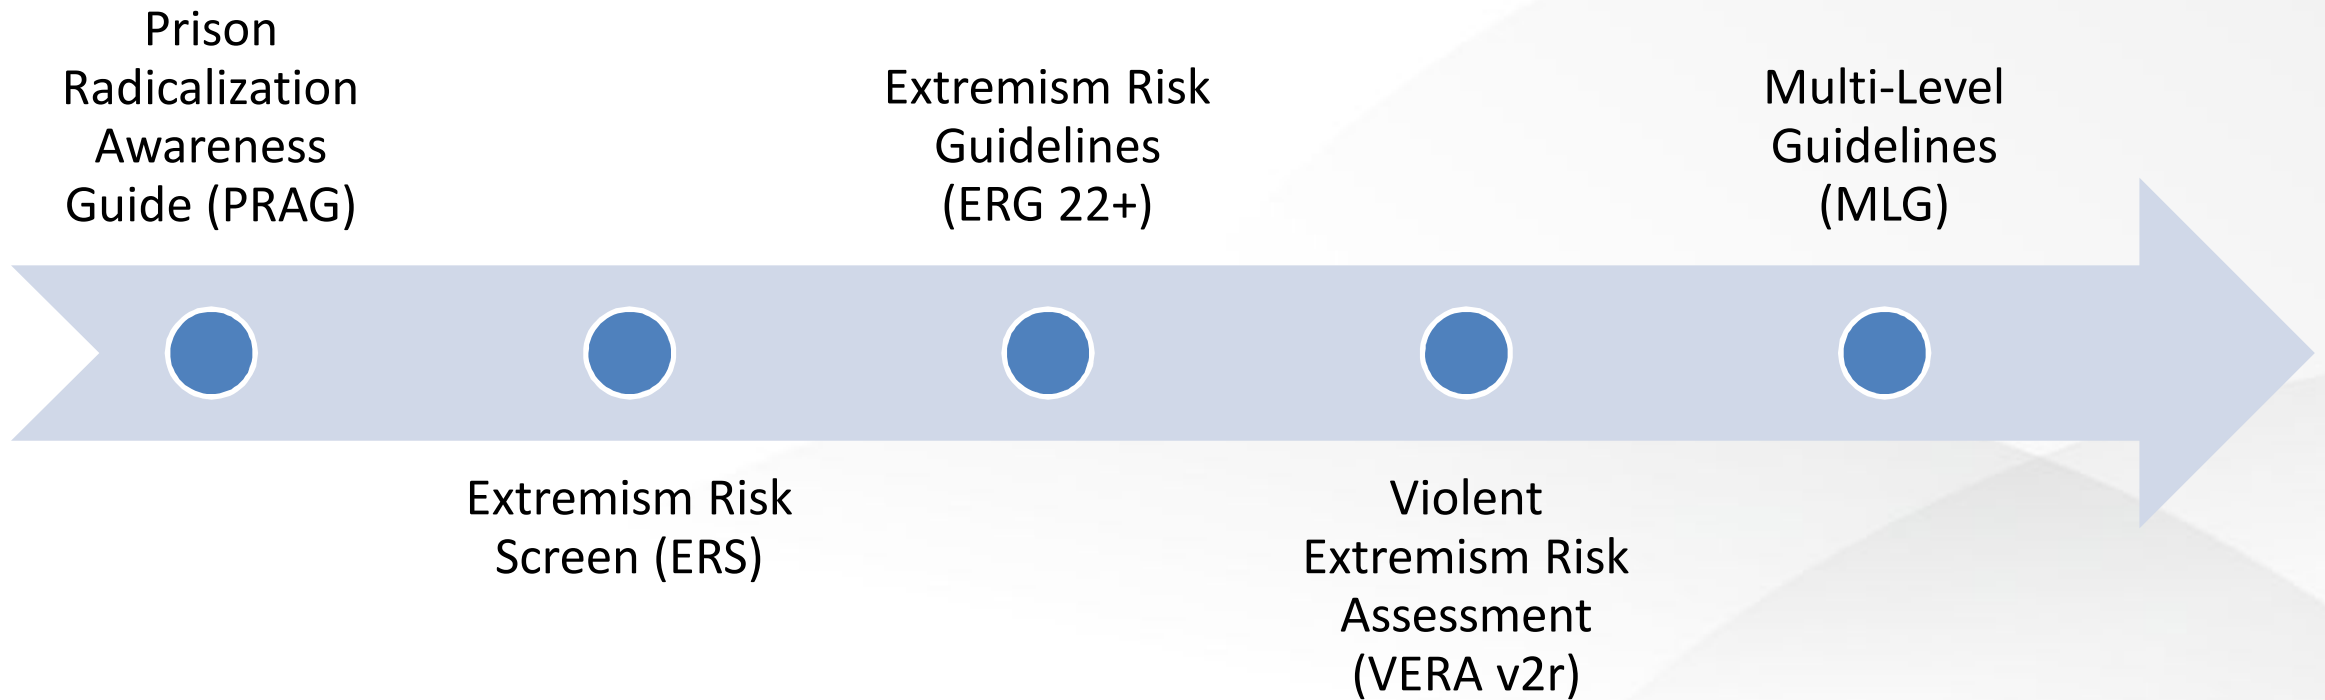 Prison
Radicalization
Awareness
Guide (PRAG)
Extremism Risk
Screen (ERS)
Extremism Risk
Guidelines
(ERG 22+)
Violent
Extremism Risk
Assessment
(VERA v2r)
Multi-Level
Guidelines
(MLG)